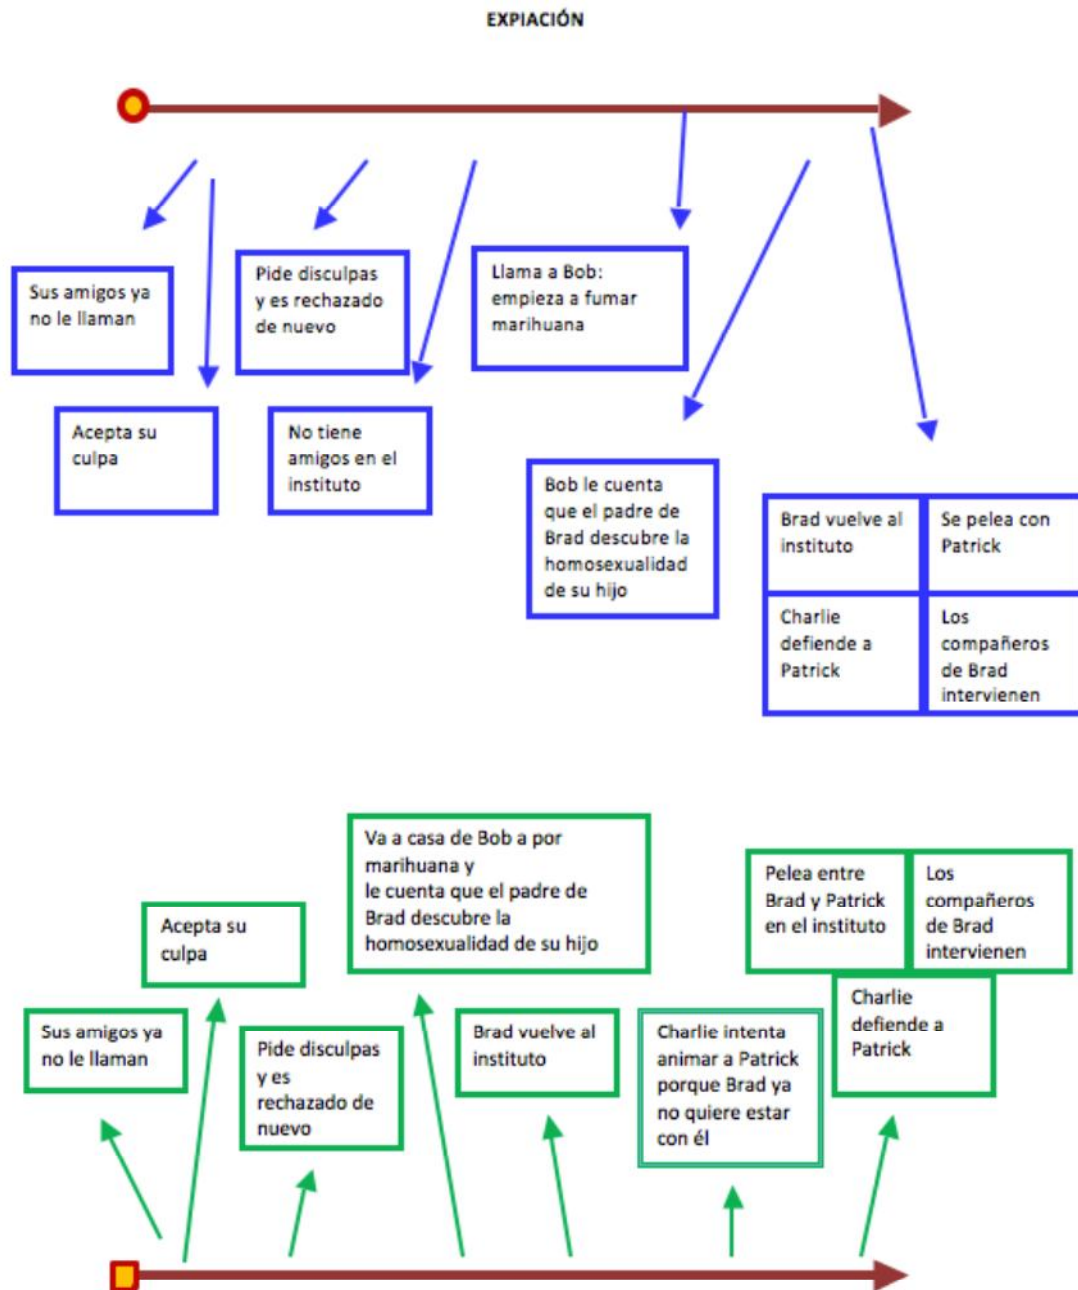 EXPIACIÓN
Sus amigos ya
no le llaman
Pide disculpas
y es rechazado
de nuevo
Llama a Bob:
empieza a fumar
marihuana
Acepta su
culpa
No tiene
amigos en el
instituto
Bob le cuenta
que el padre de
Brad descubre la
homosexualidad
de su hijo
Brad vuelve al
instituto
Se pelea con
Patrick
Charlie
defiende a
Patrick
Los
compañeros
de Brad
intervienen
Va a casa de Bob a por
marihuana y
le cuenta que el padre de
Brad descubre la
homosexualidad de su hijo
Pelea entre
Brad y Patrick
en el instituto
Los
compañeros
de Brad
intervienen
Acepta su
culpa
Charlie
defiende a
Patrick
Sus amigos ya
no le llaman
Pide disculpas
y es
rechazado de
nuevo
Brad vuelve al
instituto
Charlie intenta
animar a Patrick
porque Brad ya
no quiere estar
con él